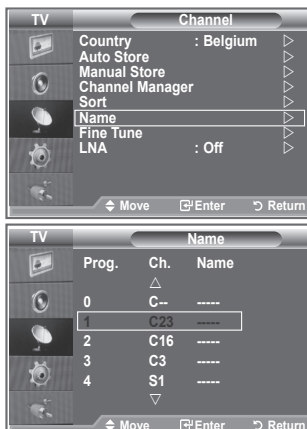 TV Channel
Country : Belgium
Auto Store
Manual Store
Channel Manager
Sort
Name
Fine Tune
LNA : Off
Move Enter Return
TV Name
Prog. Ch. Name
0 C-- -----
1 C23 -----
2 C16 -----
3 C3 -----
4 S1 -----
Move Enter Return